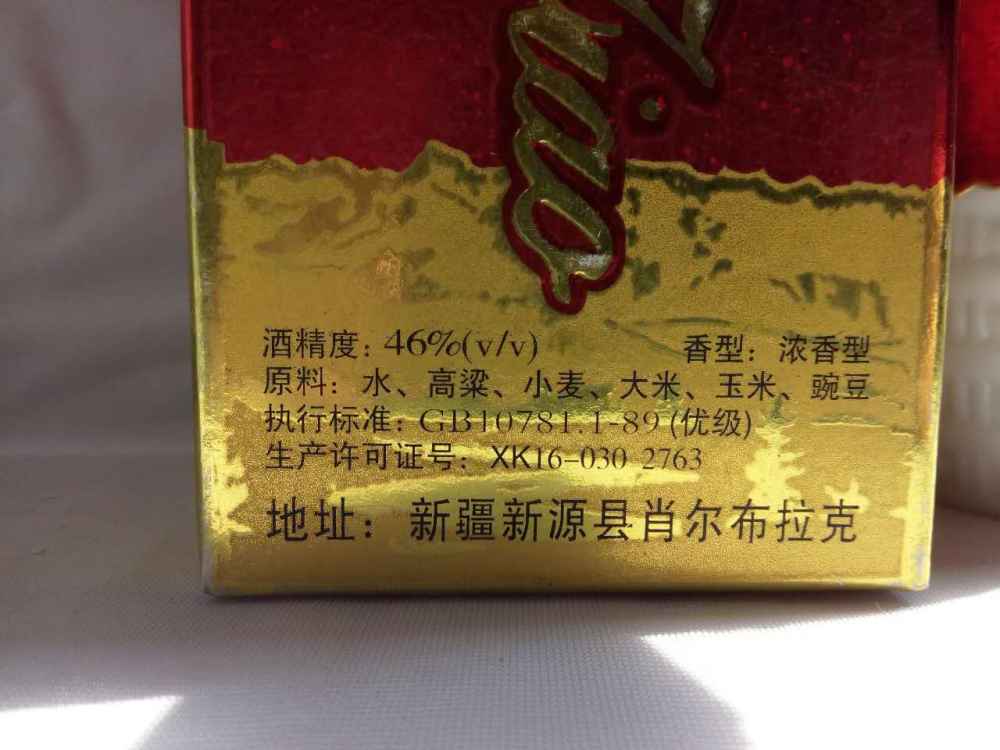 酒精度：46%(v/v) 香型：浓香型
原料：水、高粱、小麦、大米、玉米、豌豆
执行标准：GB10781.1-89(优级)
生产许可证号：XK16-030 2763
地址：新疆新源县肖尔布拉克